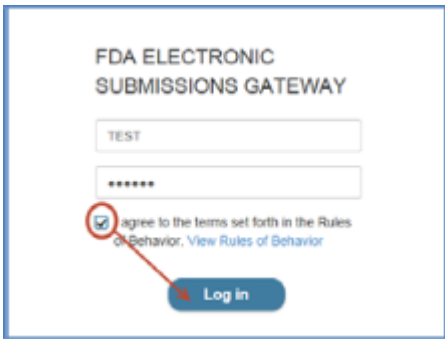 FDA ELECTRONIC
SUBMISSIONS GATEWAY
TEST
••••••
I agree to the terms set forth in the Rules
of Behavior. View Rules of Behavior
Log in